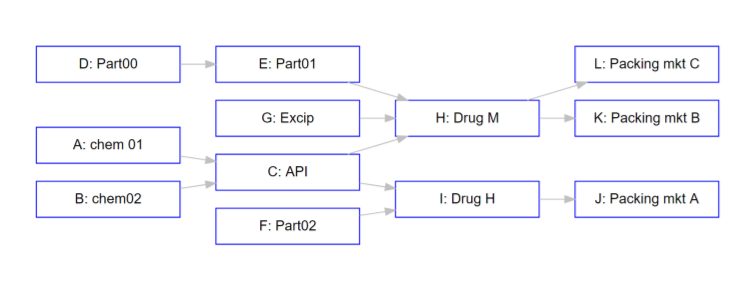 D: Part00
E: Part01
L: Packing mkt C
G: Excip
H: Drug M
K: Packing mkt B
A: chem 01
C: API
B: chem02
I: Drug H
J: Packing mkt A
F: Part02